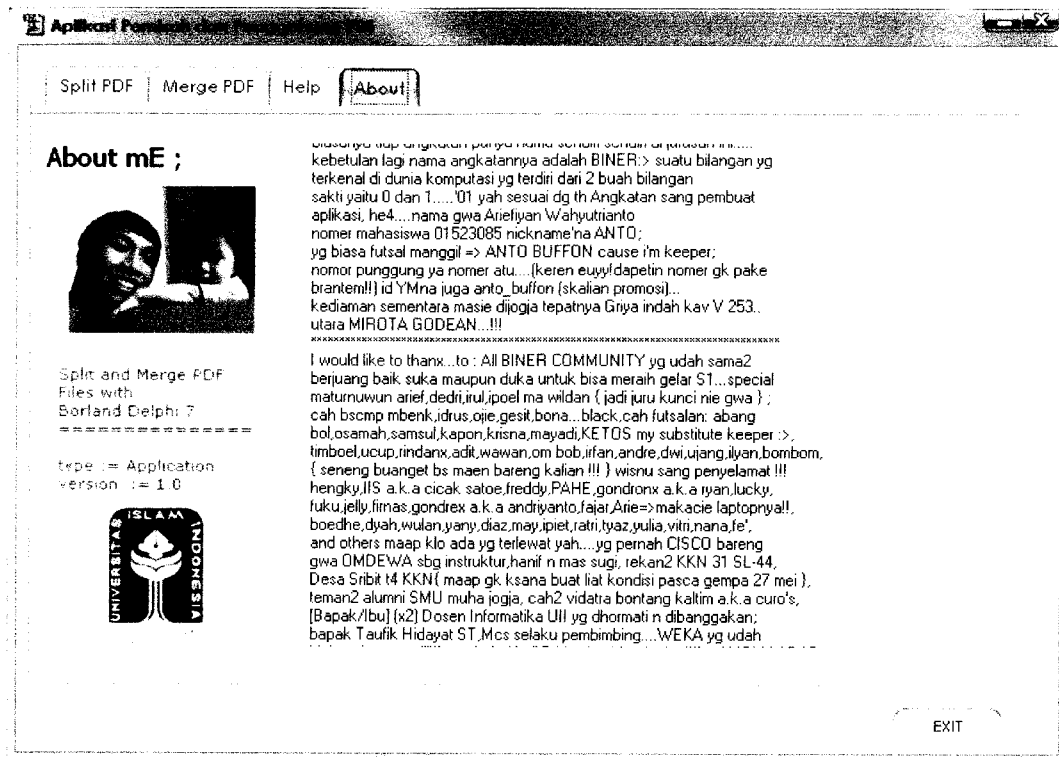 Aplikasi
Split PDF
Merge PDF
Help
About
About mE ;
Split and Merge PDF
Files with
Borland Delphi 7
================
type := Application
version := 1.0
UNIVERSITAS ISLAM INDONESIA
biasanya tiap angkatan punya nama sendiri sendiri di jurusan ini.....
kebetulan lagi nama angkatannya adalah BINER:> suatu bilangan yg
terkenal di dunia komputasi yg terdiri dari 2 buah bilangan
sakti yaitu 0 dan 1.....'01 yah sesuai dg th Angkatan sang pembuat
aplikasi, he4....nama gwa Ariefiyan Wahyutrianto
nomer mahasiswa 01523085 nickname'na ANTO;
yg biasa futsal manggil => ANTO BUFFON cause i'm keeper;
nomor punggung ya nomer atu....(keren euyy!dapetin nomer gk pake
brantem!!) id YMna juga anto_buffon (skalian promosi)...
kediaman sementara masie dijogja tepatnya Griya indah kav V 253..
utara MIROTA GODEAN...!!!
I would like to thanx...to : All BINER COMMUNITY yg udah sama2
berjuang baik suka maupun duka untuk bisa meraih gelar S1...special
maturnuwun arief,dedri,irul,ipoel ma wildan { jadi juru kunci nie gwa } ;
cah bscmp mbenk,idrus,ojie,gesit,bona...black,cah futsalan: abang
bol,osamah,samsul,kapon,krisna,mayadi,KETOS my substitute keeper :>,
timboel,ucup,rindanx,adit,wawan,om bob,irfan,andre,dwi,ujang,ilyan,bombom,
{ seneng buanget bs maen bareng kalian !!! } wisnu sang penyelamat !!!
hengky,IIS a.k.a cicak satoe,freddy,PAHE,gondronx a.k.a ryan,lucky,
fuku,jelly,firnas,gondrex a.k.a andriyanto,fajar,Arie=>makacie laptopnya!!,
boedhe,dyah,wulan,yany,diaz,may,ipiet,ratri,tyaz,yulia,vitri,nana,fe',
and others maap klo ada yg terlewat yah....yg pernah CISCO bareng
gwa OMDEWA sbg instruktur,hanif n mas sugi, rekan2 KKN 31 SL-44,
Desa Sribit t4 KKN{ maap gk ksana buat liat kondisi pasca gempa 27 mei },
teman2 alumni SMU muha jogja, cah2 vidatra bontang kaltim a.k.a curo's,
[Bapak/Ibu] (x2) Dosen Informatika UII yg dhormati n dibanggakan;
bapak Taufik Hidayat ST,Mcs selaku pembimbing....WEKA yg udah
EXIT